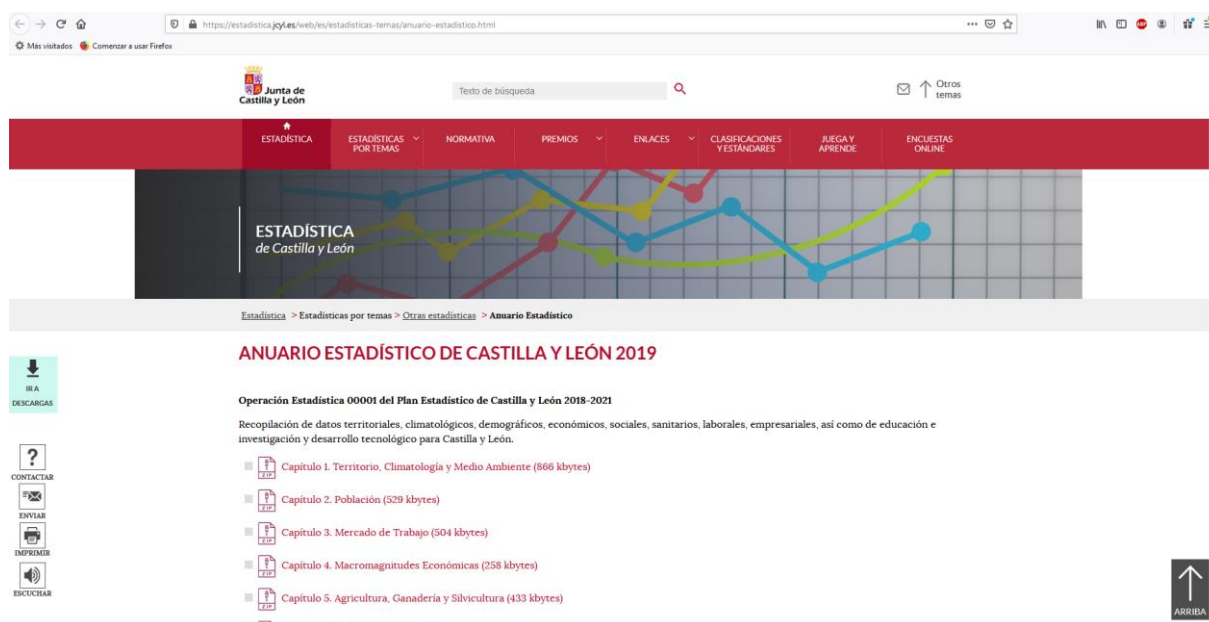 https://estadistica.jcyl.es/web/es/estadisticas-temas/anuario-estadistico.html
Más visitados Comenzar a usar Firefox
Junta de
Castilla y León
Texto de búsqueda
Otros
temas
ESTADÍSTICA
ESTADÍSTICAS
POR TEMAS
NORMATIVA
PREMIOS
ENLACES
CLASIFICACIONES
Y ESTÁNDARES
JUEGA Y
APRENDE
ENCUESTAS
ONLINE
ESTADÍSTICA
de Castilla y León
Estadística > Estadísticas por temas > Otras estadísticas > Anuario Estadístico
ANUARIO ESTADÍSTICO DE CASTILLA Y LEÓN 2019
IR A
DESCARGAS
Operación Estadística 00001 del Plan Estadístico de Castilla y León 2018-2021
Recopilación de datos territoriales, climatológicos, demográficos, económicos, sociales, sanitarios, laborales, empresariales, así como de educación e
investigación y desarrollo tecnológico para Castilla y León.
ZIP Capítulo 1. Territorio, Climatología y Medio Ambiente (866 kbytes)
ZIP Capítulo 2. Población (529 kbytes)
ZIP Capítulo 3. Mercado de Trabajo (504 kbytes)
ZIP Capítulo 4. Macromagnitudes Económicas (258 kbytes)
ZIP Capítulo 5. Agricultura, Ganadería y Silvicultura (433 kbytes)
CONTACTAR
ENVIAR
IMPRIMIR
ESCUCHAR
ARRIBA